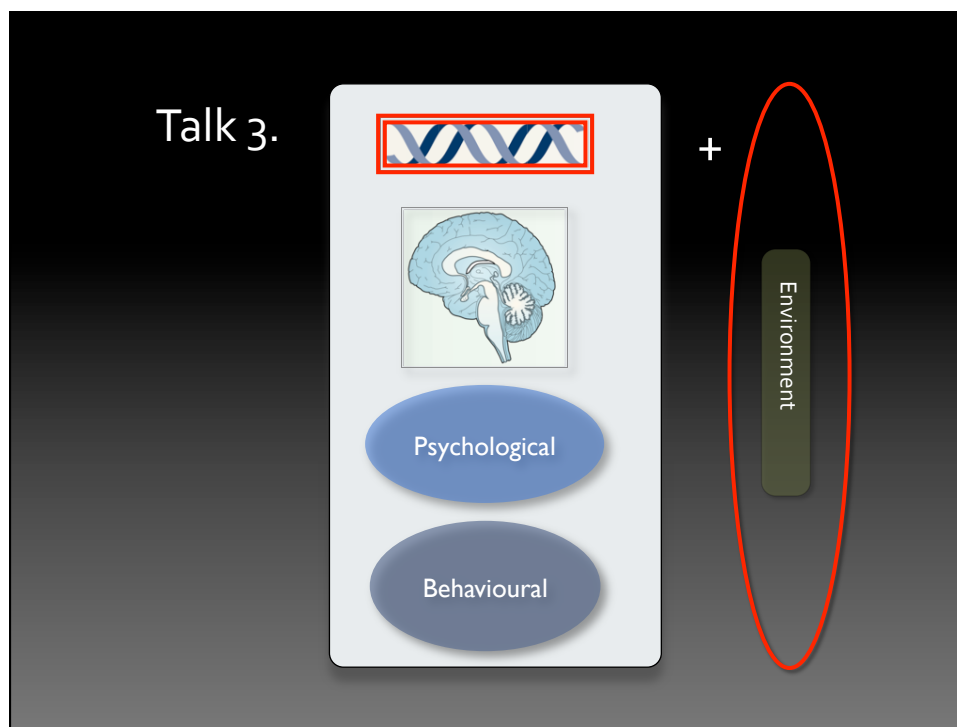 Talk 3.
+
Environment
Psychological
Behavioural